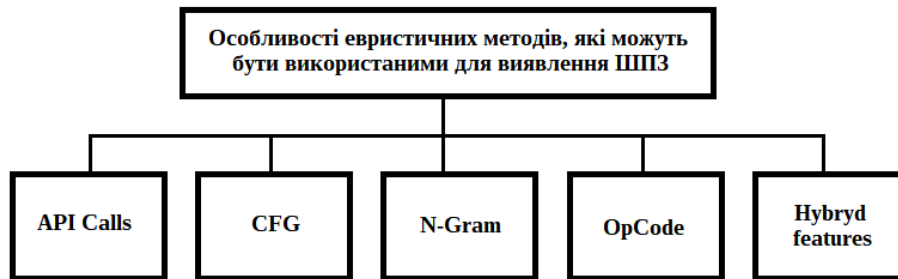 Особливості евристичних методів, які можуть
бути використаними для виявлення ШПЗ
API Calls
CFG
N-Gram
OpCode
Hybryd
features